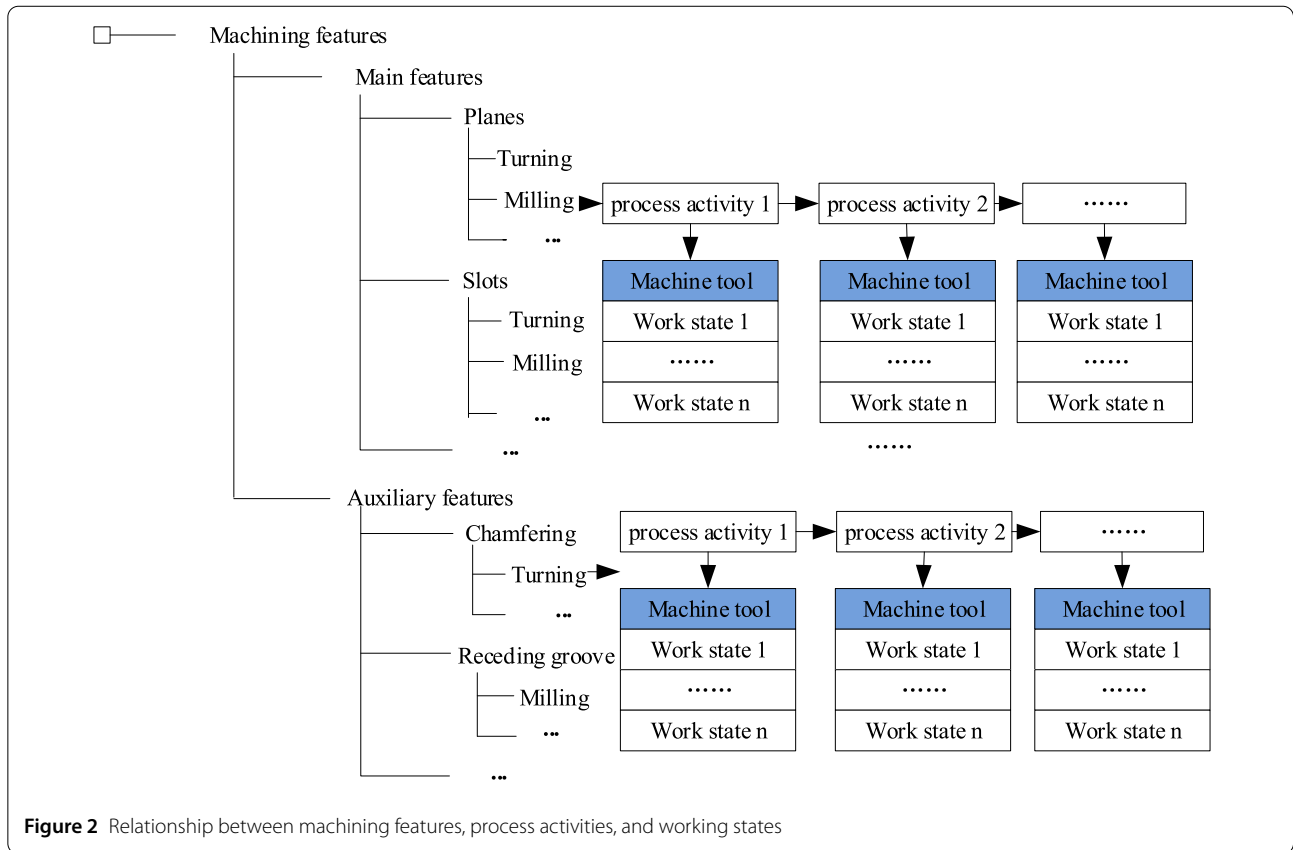 Machining features
Main features
Planes
Turning
Milling
process activity 1
process activity 2
……
...
Machine tool
Machine tool
Machine tool
Slots
Work state 1
Work state 1
Work state 1
Turning
Milling
……
……
……
Work state n
Work state n
Work state n
...
...
……
Auxiliary features
Chamfering
process activity 1
process activity 2
……
Turning
...
Machine tool
Machine tool
Machine tool
Receding groove
Work state 1
Work state 1
Work state 1
Milling
……
……
……
...
Work state n
Work state n
Work state n
...
Figure 2 Relationship between machining features, process activities, and working states